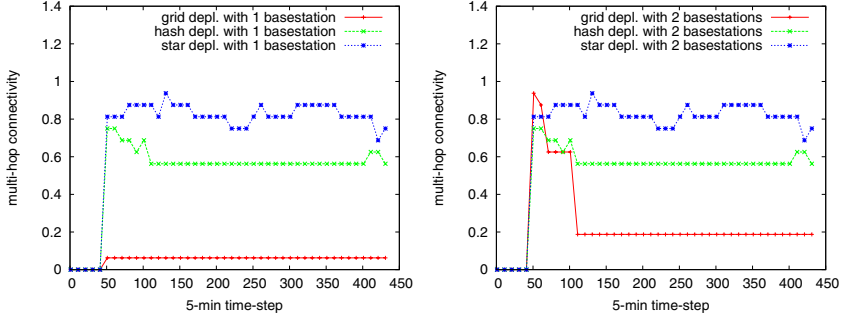 grid depl. with 1 basestation
hash depl. with 1 basestation
star depl. with 1 basestation
multi-hop connectivity
1.4
1.2
1
0.8
0.6
0.4
0.2
0
0 50 100 150 200 250 300 350 400 450
5-min time-step
grid depl. with 2 basestations
hash depl. with 2 basestations
star depl. with 2 basestations
multi-hop connectivity
1.4
1.2
1
0.8
0.6
0.4
0.2
0
0 50 100 150 200 250 300 350 400 450
5-min time-step